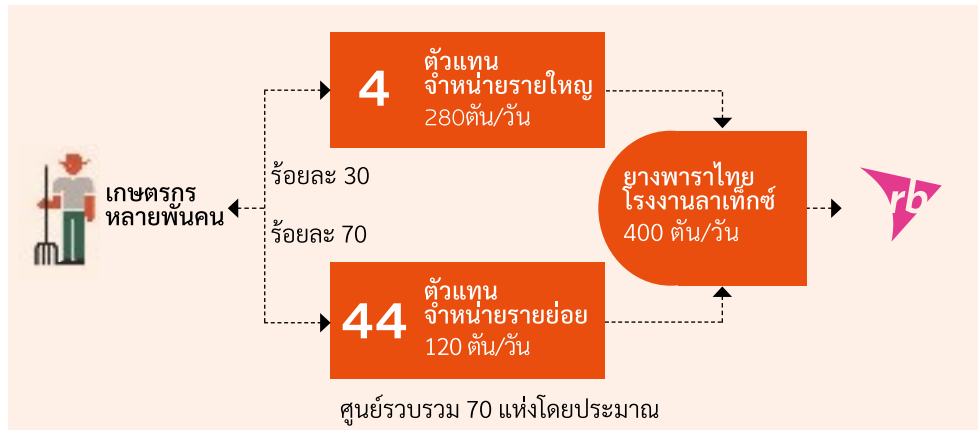 4
ตัวแทน
จำหน่ายรายใหญ่
280ตัน/วัน
ร้อยละ 30
เกษตรกร
หลายพันคน
ร้อยละ 70
ยางพาราไทย
โรงงานลาเท็กซ์
400 ตัน/วัน
rb
44
ตัวแทน
จำหน่ายรายย่อย
120 ตัน/วัน
ศูนย์รวบรวม 70 แห่งโดยประมาณ